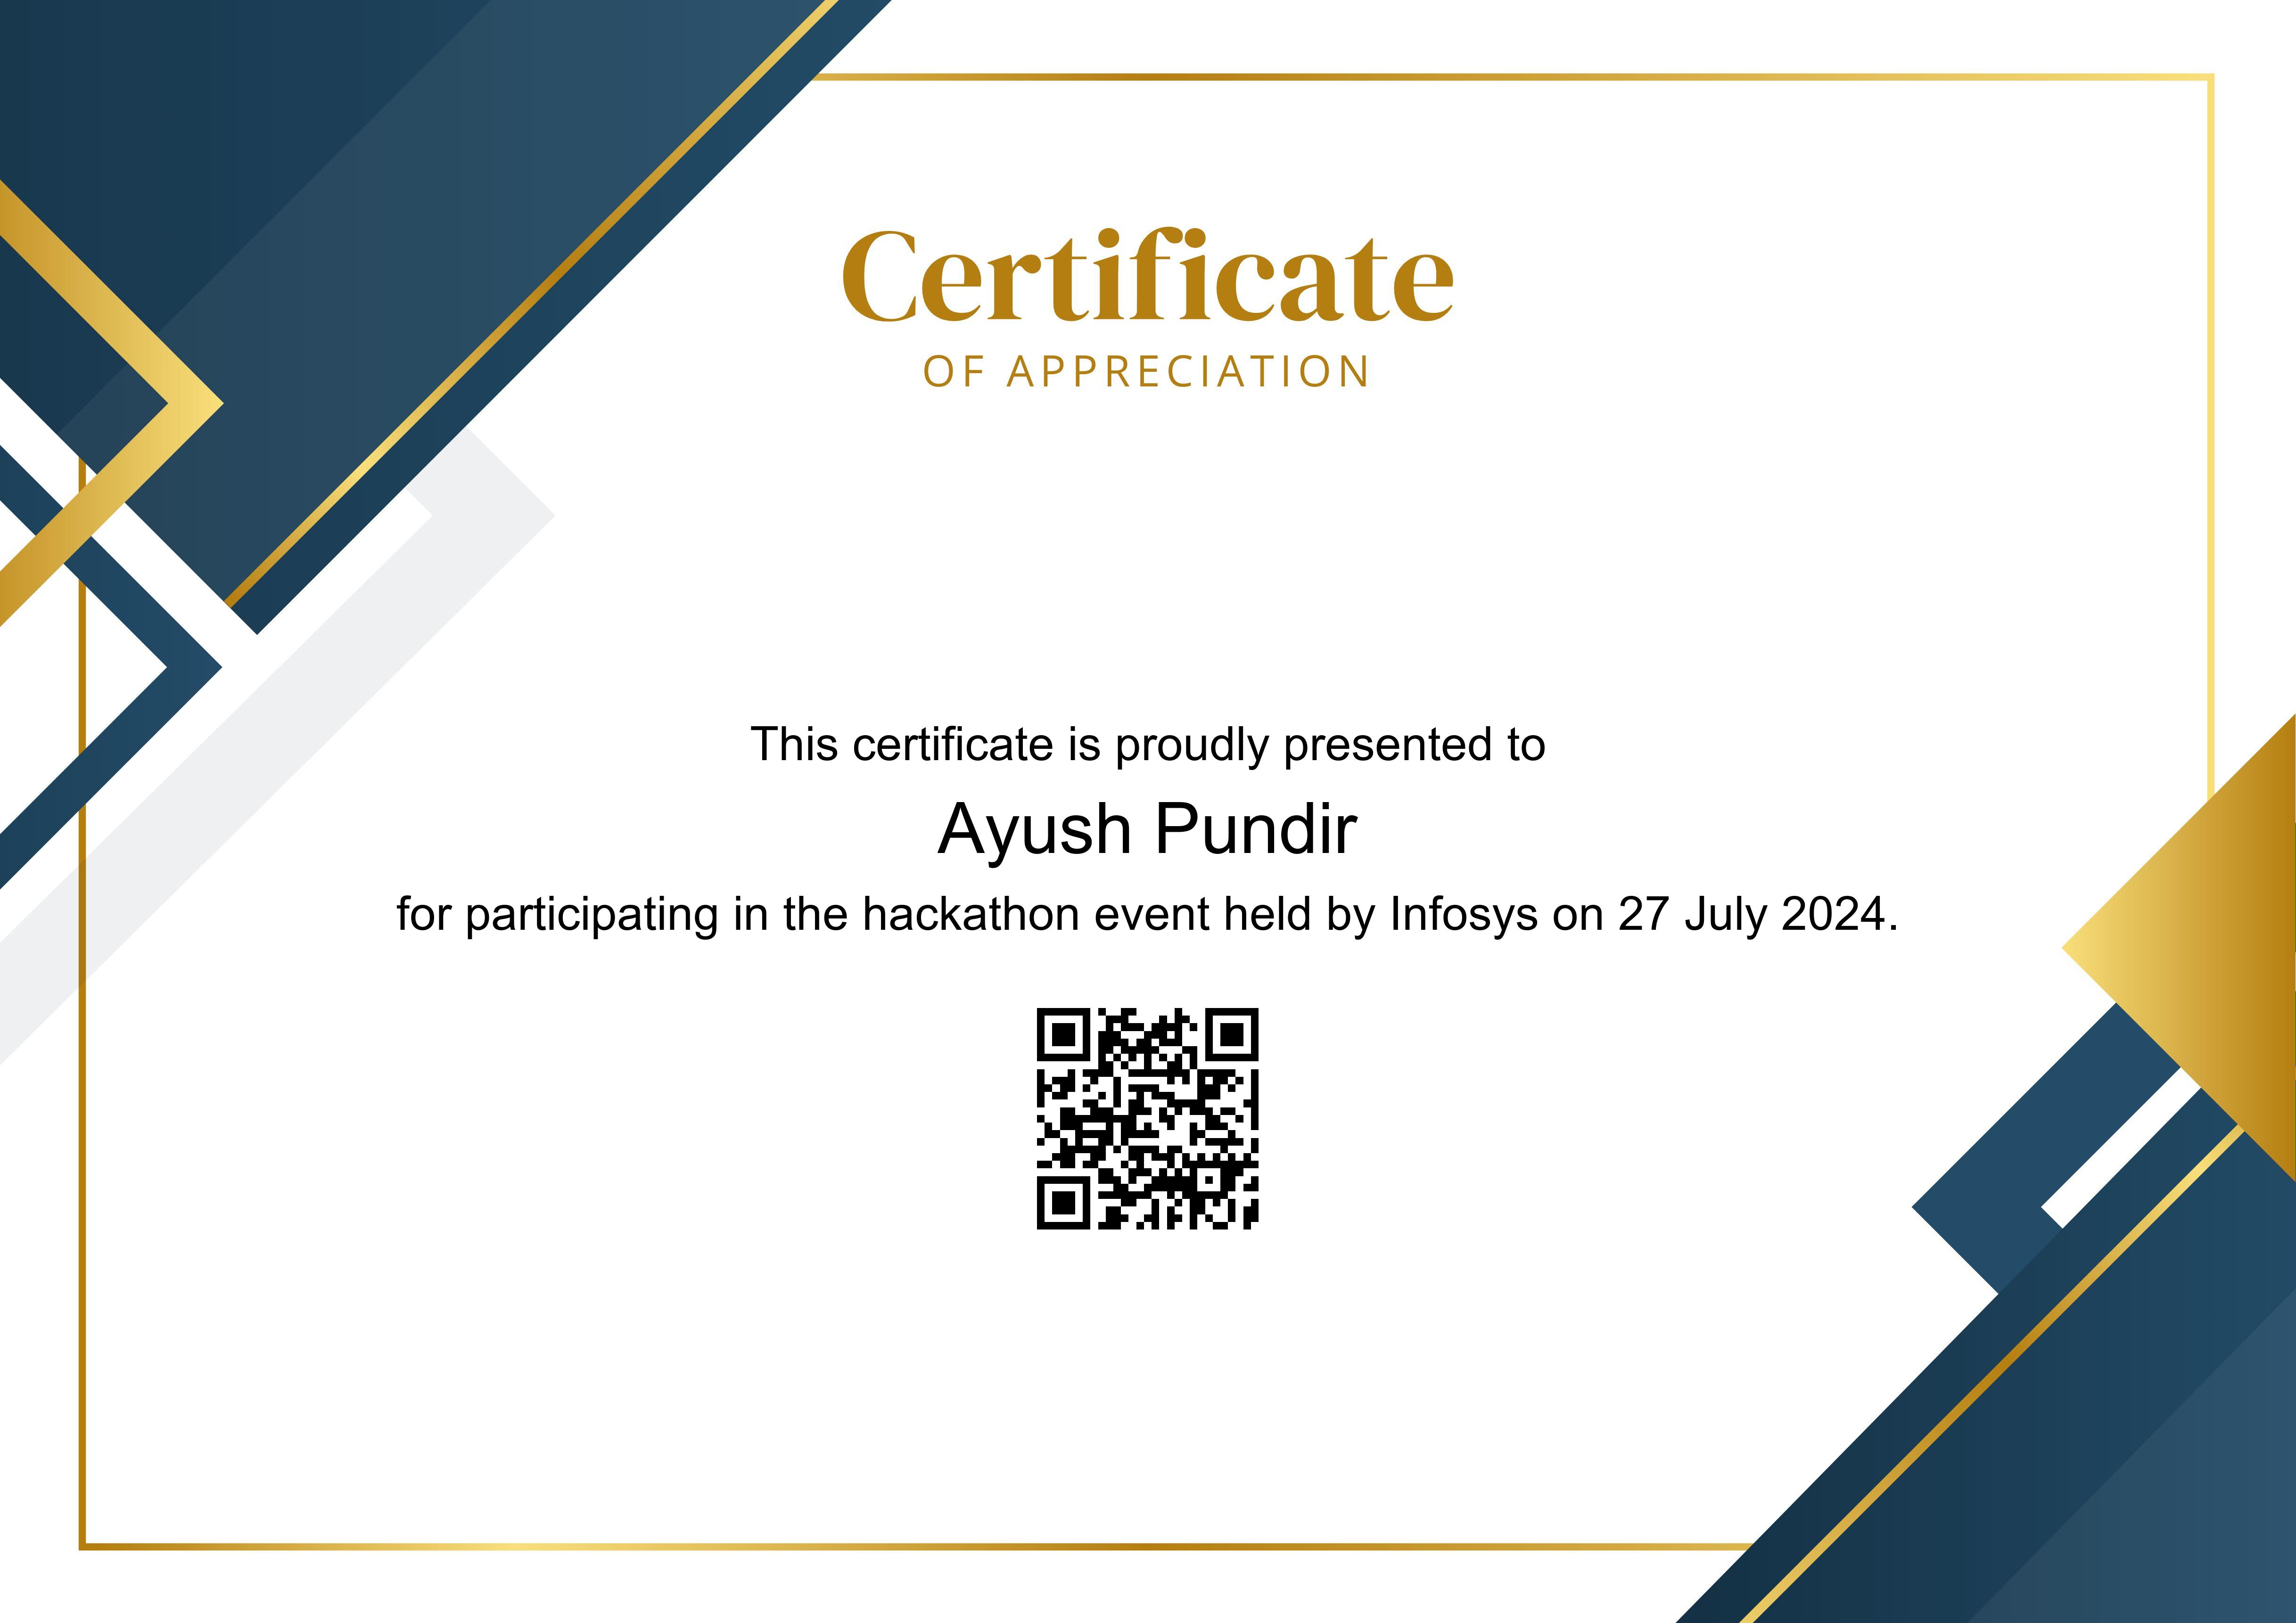 Certificate
OF APPRECIATION
This certificate is proudly presented to
Ayush Pundir
for participating in the hackathon event held by Infosys on 27 July 2024.